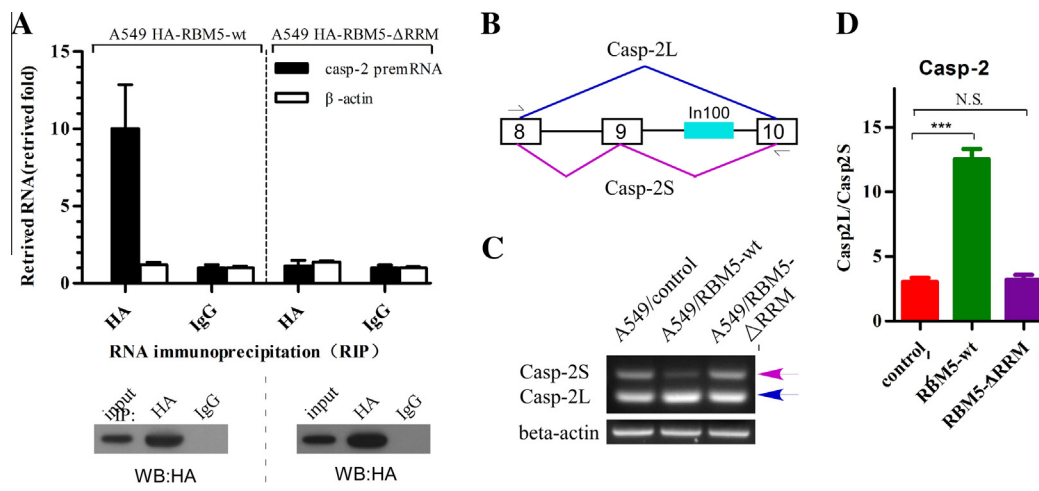 A
A549 HA-RBM5-wt
A549 HA-RBM5-ΔRRM
15
10
5
2
1
0
casp-2 premRNA
β-actin
Retrived RNA(retrived fold)
HA
IgG
HA
IgG
RNA immunoprecipitation (RIP)
IP:
input
HA
IgG
input
HA
IgG
WB:HA
WB:HA
B
Casp-2L
In100
8
9
10
Casp-2S
C
A549/control
A549/RBM5-wt
A549/RBM5-
△RRM
Casp-2S
Casp-2L
beta-actin
D
Casp-2
N.S.
***
15
10
5
0
Casp2L/Casp2S
control
RBM5-wt
RBM5-ΔRRM